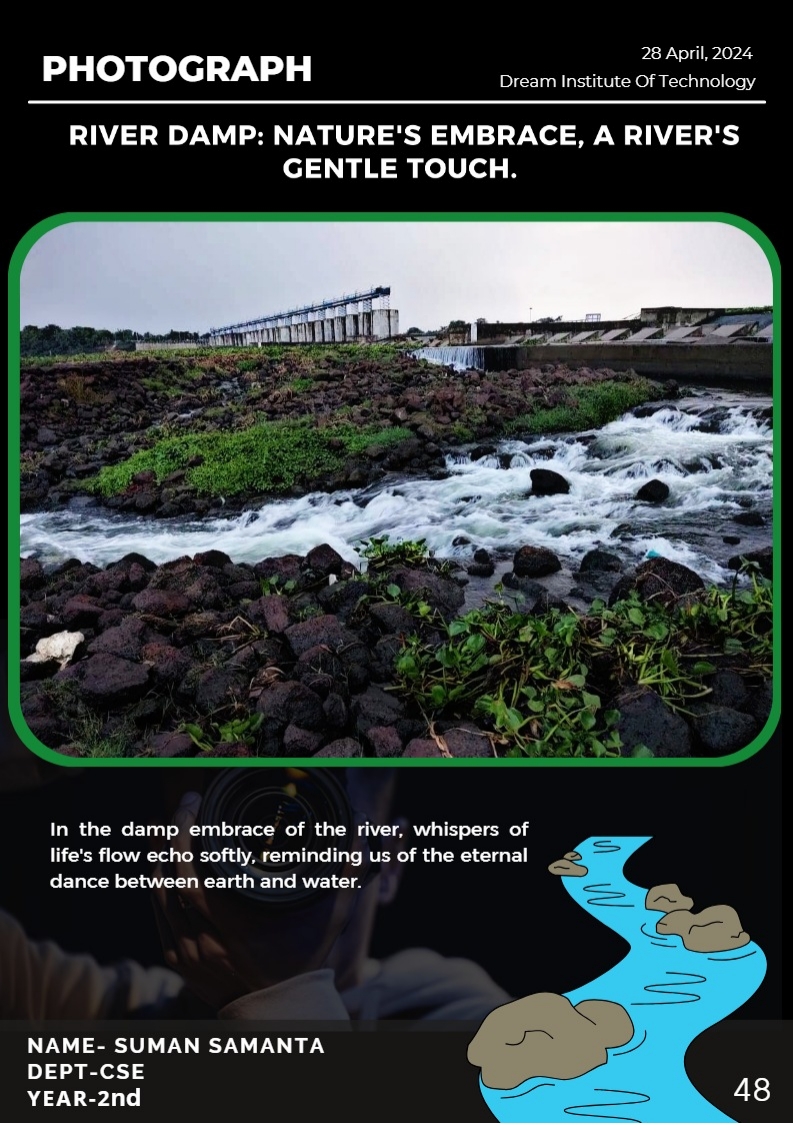 PHOTOGRAPH
28 April, 2024
Dream Institute Of Technology
RIVER DAMP: NATURE'S EMBRACE, A RIVER'S
GENTLE TOUCH.
In the damp embrace of the river, whispers of
life's flow echo softly, reminding us of the eternal
dance between earth and water.
NAME- SUMAN SAMANTA
DEPT-CSE
YEAR-2nd
48